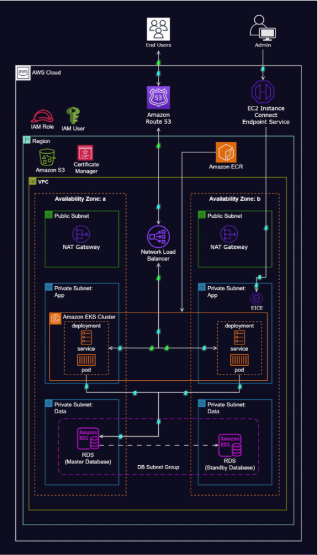 End Users
Admin
AWS Cloud
53
Amazon
Route 53
EC2 Instance
Connect
Endpoint Service
IAM Role
IAM User
Region
Amazon S3
Certificate
Manager
Amazon ECR
VPC
Availability Zone: a
Availability Zone: b
Public Subnet
Public Subnet
NAT Gateway
Network Load
Balancer
NAT Gateway
Private Subnet:
App
Private Subnet:
App
EICE
Amazon EKS Cluster
deployment
service
pod
deployment
service
pod
Private Subnet:
Data
Private Subnet:
Data
Amazon
RDS
RDS
(Master Database)
DB Subnet Group
Amazon
RDS
RDS
(Standby Database)